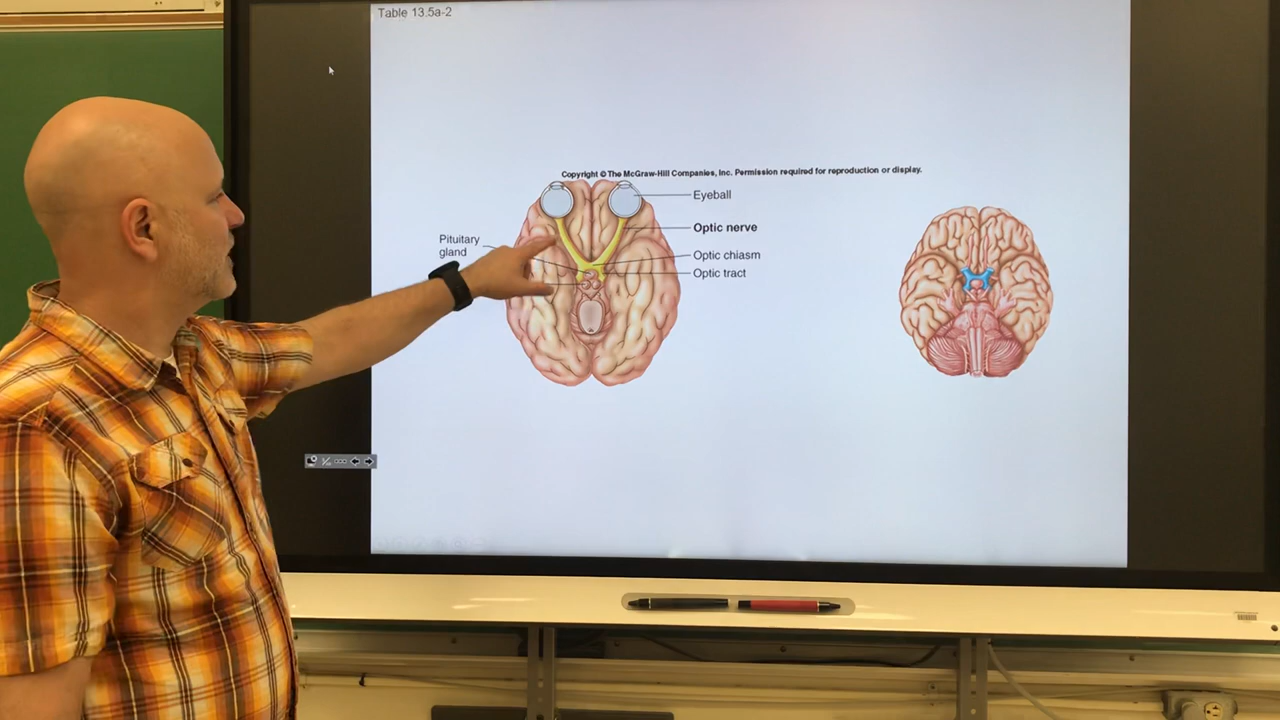 Table 13.5a-2
Copyright © The McGraw-Hill Companies, Inc. Permission required for reproduction or display.
Eyeball
Optic nerve
Pituitary
gland
Optic chiasm
Optic tract